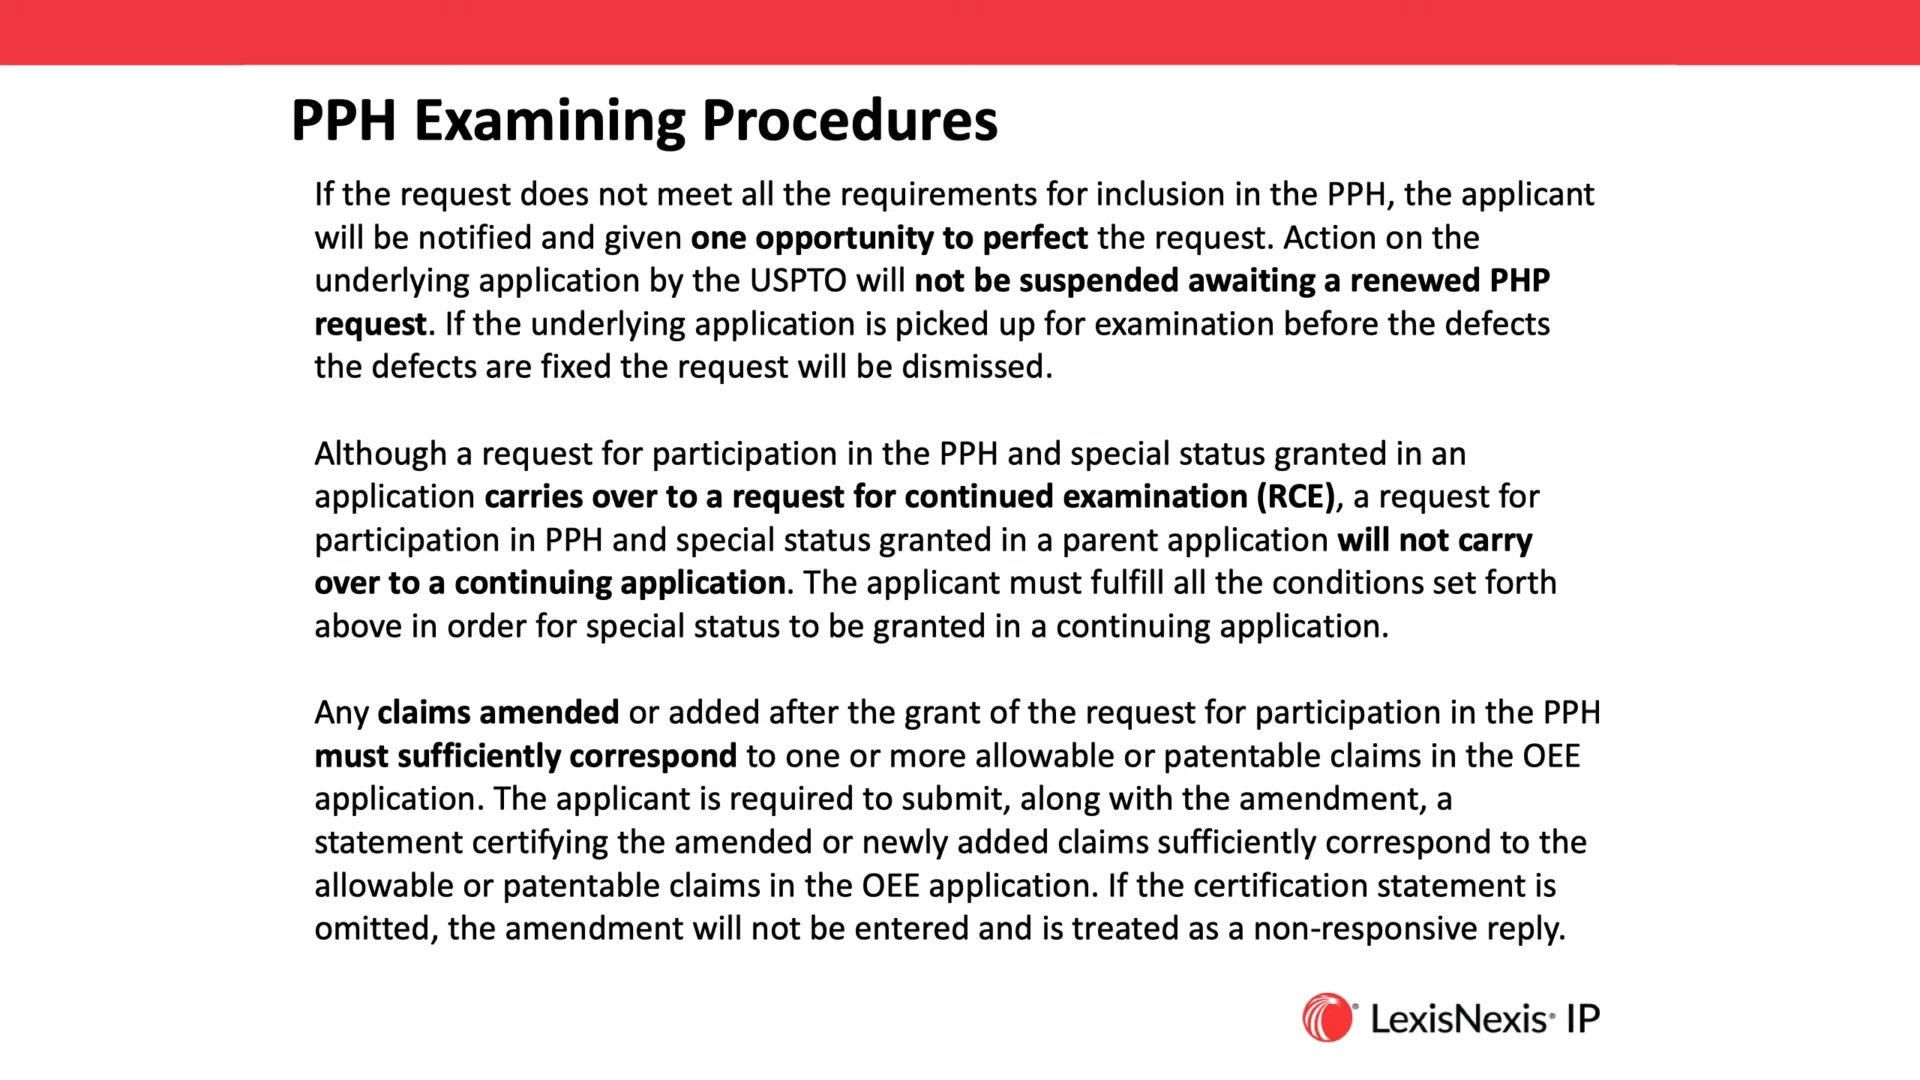 PPH Examining Procedures
If the request does not meet all the requirements for inclusion in the PPH, the applicant
will be notified and given one opportunity to perfect the request. Action on the
underlying application by the USPTO will not be suspended awaiting a renewed PHP
request. If the underlying application is picked up for examination before the defects
the defects are fixed the request will be dismissed.
Although a request for participation in the PPH and special status granted in an
application carries over to a request for continued examination (RCE), a request for
participation in PPH and special status granted in a parent application will not carry
over to a continuing application. The applicant must fulfill all the conditions set forth
above in order for special status to be granted in a continuing application.
Any claims amended or added after the grant of the request for participation in the PPH
must sufficiently correspond to one or more allowable or patentable claims in the OEE
application. The applicant is required to submit, along with the amendment, a
statement certifying the amended or newly added claims sufficiently correspond to the
allowable or patentable claims in the OEE application. If the certification statement is
omitted, the amendment will not be entered and is treated as a non-responsive reply.
® LexisNexis® IP